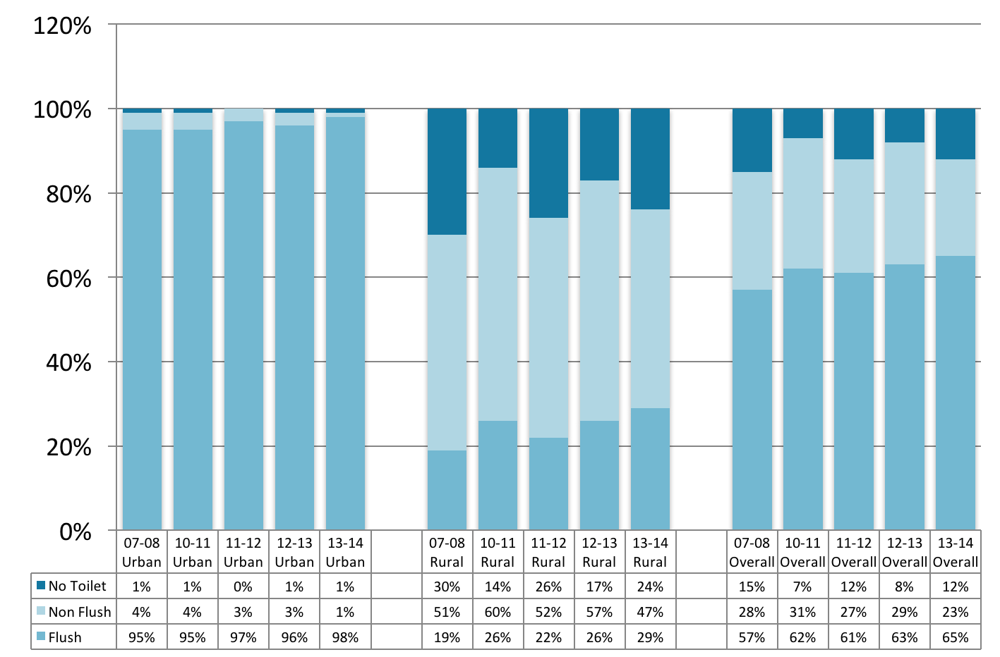 120%
100%
80%
60%
40%
20%
0%
07-08 10-11 11-12 12-13 13-14 07-08 10-11 11-12 12-13 13-14 07-08 10-11 11-12 12-13 13-14
Urban Urban Urban Urban Urban Rural Rural Rural Rural Rural Overall Overall Overall Overall Overall
No Toilet 1% 1% 0% 1% 1% 30% 14% 26% 17% 24% 15% 7% 12% 8% 12%
Non Flush 4% 4% 3% 3% 1% 51% 60% 52% 57% 47% 28% 31% 27% 29% 23%
Flush 95% 95% 97% 96% 98% 19% 26% 22% 26% 29% 57% 62% 61% 63% 65%